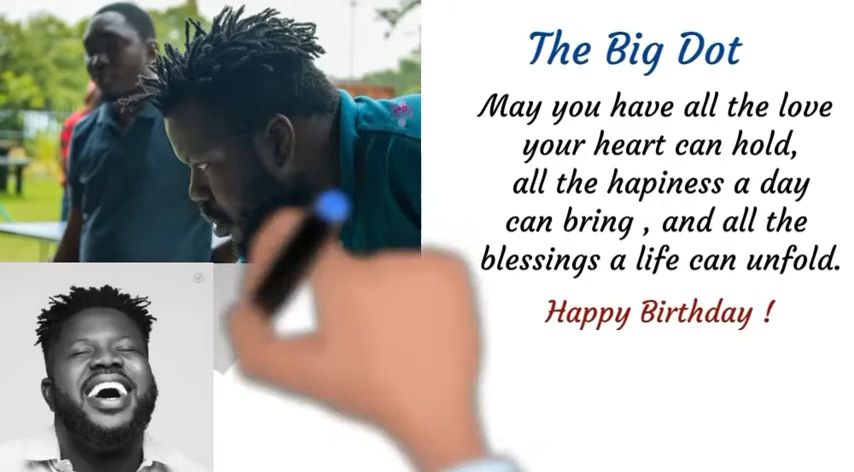 The Big Dot
May you have all the love
your heart can hold,
all the hapiness a day
can bring , and all the
blessings a life can unfold.
Happy Birthday !